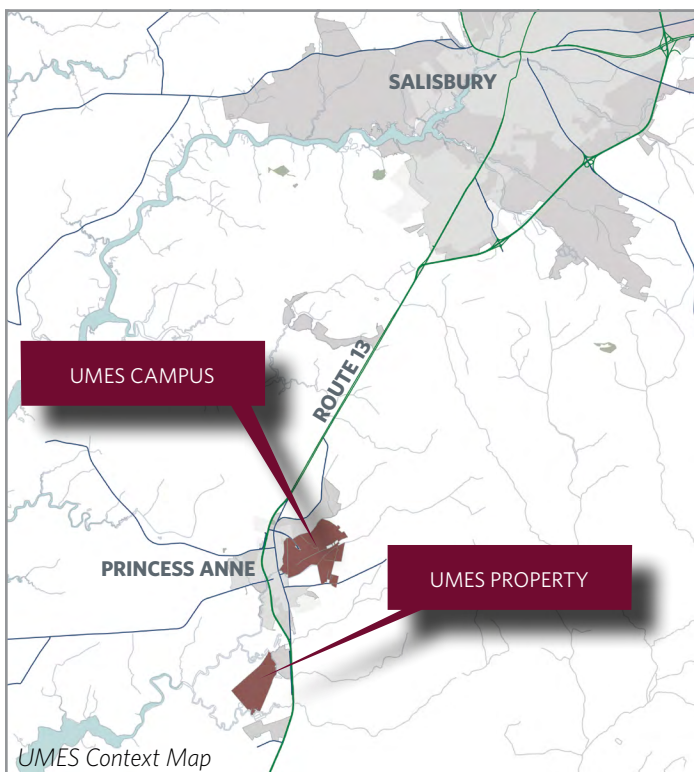 SALISBURY
UMES CAMPUS
ROUTE 13
PRINCESS ANNE
UMES PROPERTY
UMES Context Map